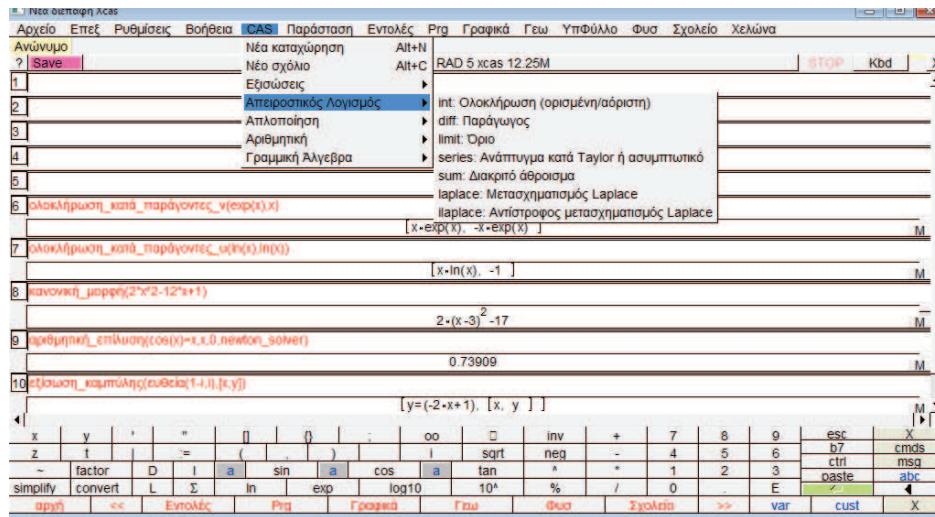 Νέα διεπαφή Xcas
Αρχείο Επεξ Ρυθμίσεις Βοήθεια CAS Παράσταση Εντολές Prg Γραφικά Γεω ΥπΦύλλο Φυσ Σχολείο Χελώνα
Ανώνυμο
? Save RAD 5 xcas 12.25M STOP Kbd X
Νέα καταχώρηση Alt+N
Νέο σχόλιο Alt+C
Εξισώσεις
Απειροστικός Λογισμός
Απλοποίηση
Αριθμητική
Γραμμική Άλγεβρα
int: Ολοκλήρωση (ορισμένη/αόριστη)
diff: Παράγωγος
limit: Όριο
series: Ανάπτυγμα κατά Taylor ή ασυμπτωτικό
sum: Διακριτό άθροισμα
laplace: Μετασχηματισμός Laplace
ilaplace: Αντίστροφος μετασχηματισμός Laplace
1
2
3
4
5
6 ολοκλήρωση_κατά_παράγοντες_v(exp(x),x)
[x*exp(x), -x*exp(x) ] M
7 ολοκλήρωση_κατά_παράγοντες_u(ln(x),ln(x))
[x*ln(x), -1 ] M
8 κανονική_μορφή(2*x^2-12*x+1)
2*(x-3)^2-17 M
9 αριθμητική_επίλυση(cos(x)=x,x,0,newton_solver)
0.73909 M
10 εξίσωση_καμπύλης(ευθεία(1-i,i),[x,y])
[y=(-2*x+1), [x, y ] ] M
x y ' " [] {} : oo □ inv + 7 8 9 esc X
z t | := ( , ) i sqrt neg - 4 5 6 b7 cmds
~ factor D I a sin a cos a tan ^ * 1 2 3 ctrl msg
simplify convert L Σ ln exp log10 10^ % / 0 . E paste abc
αρχή << Εντολές Prg Γραφικά Γεω Φυσ Σχολείο >> var cust X